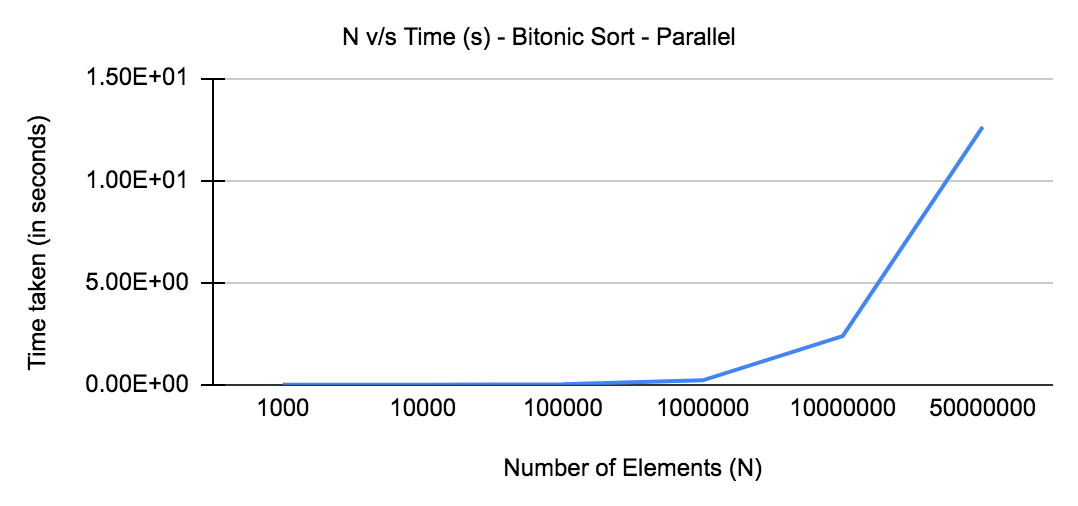 N v/s Time (s) - Bitonic Sort - Parallel
Time taken (in seconds)
1.50E+01
1.00E+01
5.00E+00
0.00E+00
1000 10000 100000 1000000 10000000 50000000
Number of Elements (N)